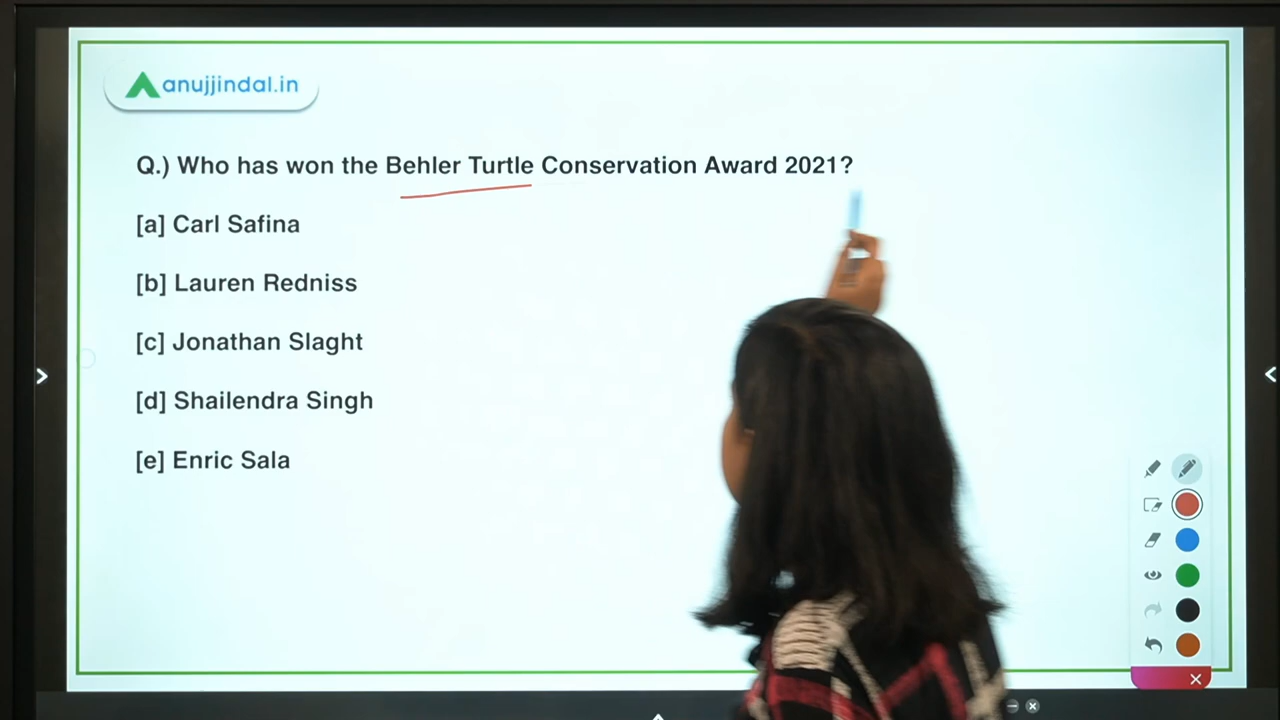 anujjindal.in
Q.) Who has won the Behler Turtle Conservation Award 2021?
[a] Carl Safina
[b] Lauren Redniss
[c] Jonathan Slaght
[d] Shailendra Singh
[e] Enric Sala